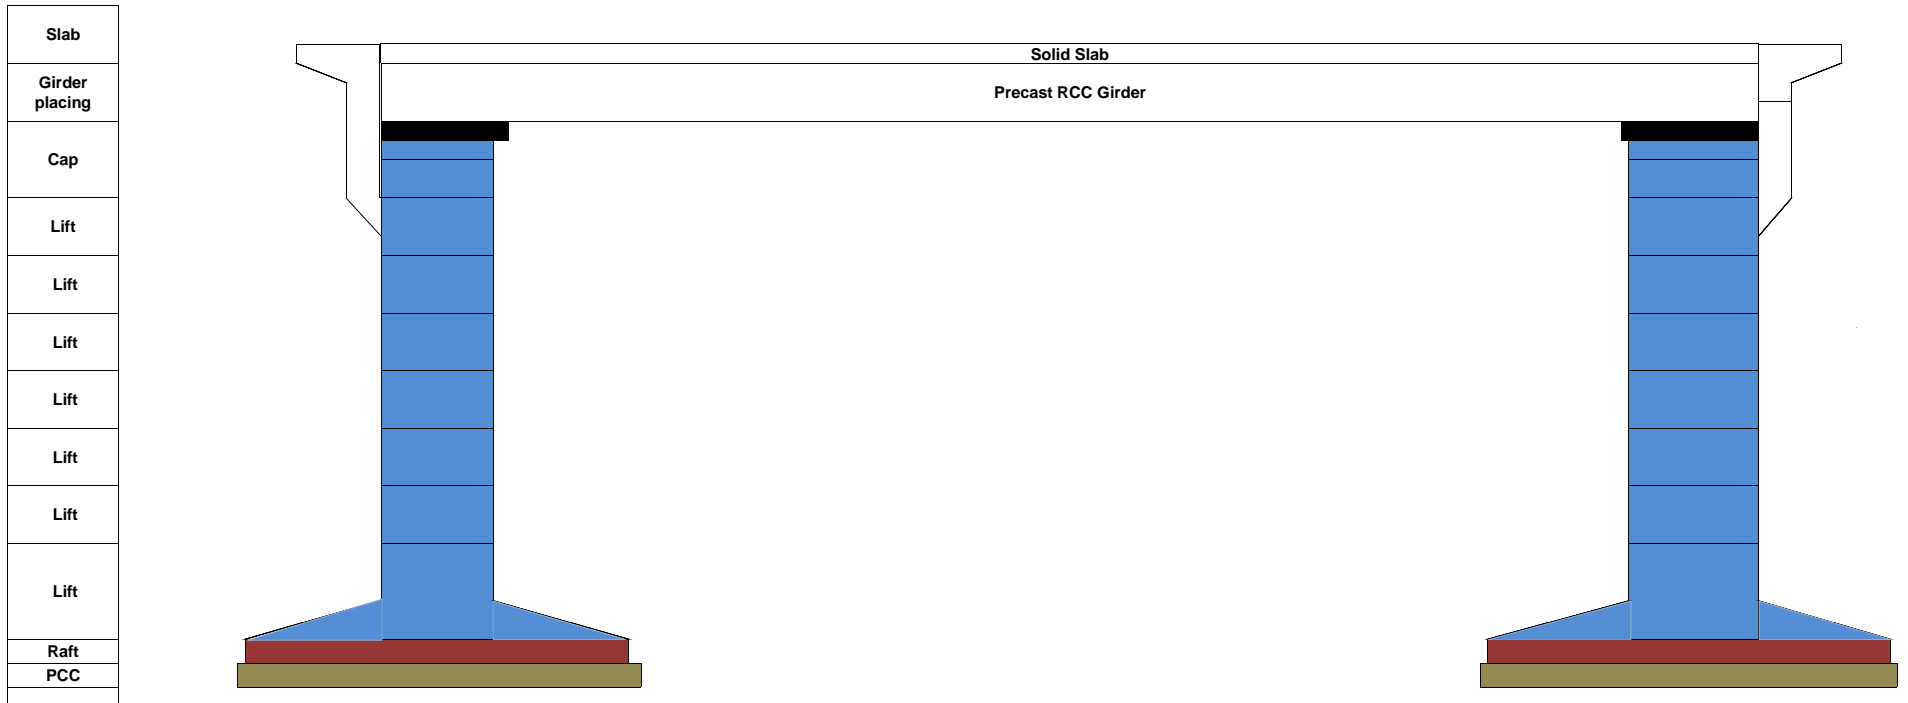 Slab
Girder
placing
Cap
Lift
Lift
Lift
Lift
Lift
Lift
Lift
Raft
PCC
Solid Slab
Precast RCC Girder